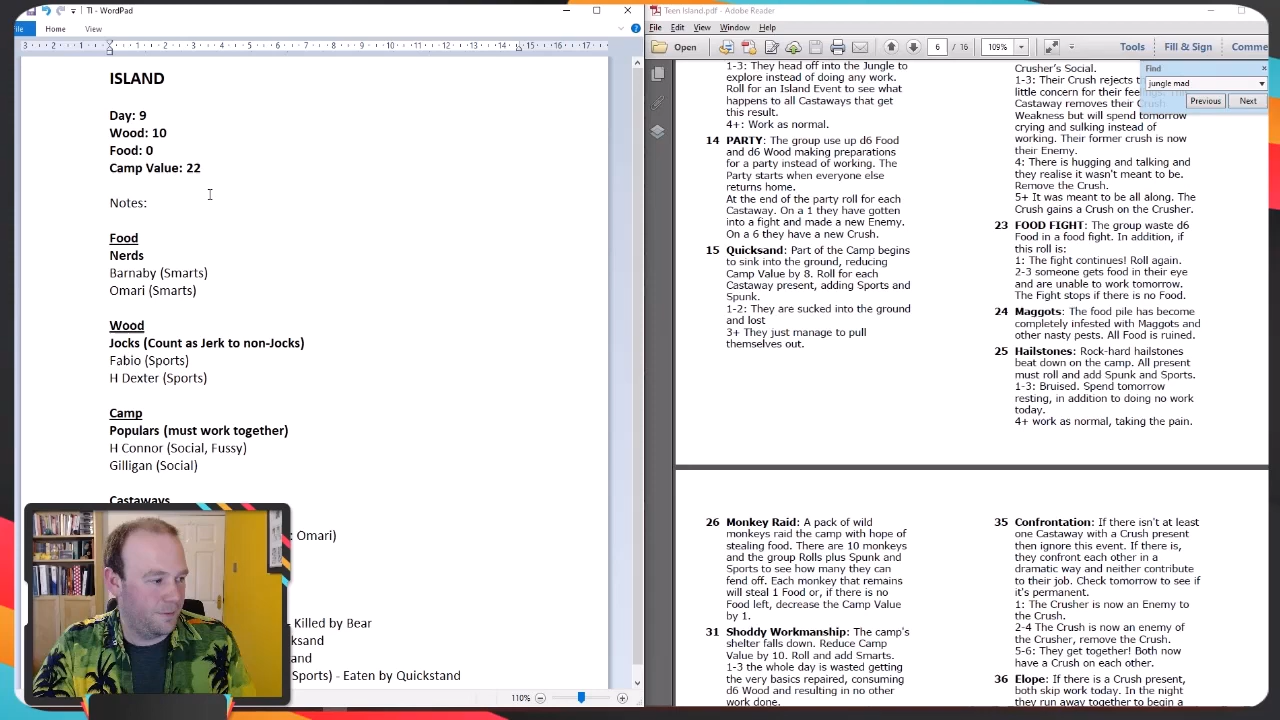 TI - WordPad
File
Home
View
3
2
1
1
2
3
4
5
6
7
8
9
10
11
12
13
14
15
16
17
ISLAND
Day: 9
Wood: 10
Food: 0
Camp Value: 22
Notes:
Food
Nerds
Barnaby (Smarts)
Omari (Smarts)
Wood
Jocks (Count as Jerk to non-Jocks)
Fabio (Sports)
H Dexter (Sports)
Camp
Populars (must work together)
H Connor (Social, Fussy)
Gilligan (Social)
Castaways
: Omari)
- Killed by Bear
ksand
and
Sports) - Eaten by Quickstand
110%
Teen Island.pdf - Adobe Reader
File Edit View Window Help
Open
6 / 16
109%
Tools
Fill & Sign
Comme
Find
jungle mad
Previous
Next
1-3: They head off into the Jungle to
explore instead of doing any work.
Roll for an Island Event to see what
happens to all Castaways that get
this result.
4+: Work as normal.
14 PARTY: The group use up d6 Food
and d6 Wood making preparations
for a party instead of working. The
Party starts when everyone else
returns home.
At the end of the party roll for each
Castaway. On a 1 they have gotten
into a fight and made a new Enemy.
On a 6 they have a new Crush.
15 Quicksand: Part of the Camp begins
to sink into the ground, reducing
Camp Value by 8. Roll for each
Castaway present, adding Sports and
Spunk.
1-2: They are sucked into the ground
and lost
3+ They just manage to pull
themselves out.
Crusher's Social.
1-3: Their Crush rejects t
little concern for their feel
Castaway removes their Crush
Weakness but will spend tomorrow
crying and sulking instead of
working. Their former crush is now
their Enemy.
4: There is hugging and talking and
they realise it wasn't meant to be.
Remove the Crush.
5+ It was meant to be all along. The
Crush gains a Crush on the Crusher.
23 FOOD FIGHT: The group waste d6
Food in a food fight. In addition, if
this roll is:
1: The fight continues! Roll again.
2-3 someone gets food in their eye
and are unable to work tomorrow.
The Fight stops if there is no Food.
24 Maggots: The food pile has become
completely infested with Maggots and
other nasty pests. All Food is ruined.
25 Hailstones: Rock-hard hailstones
beat down on the camp. All present
must roll and add Spunk and Sports.
1-3: Bruised. Spend tomorrow
resting, in addition to doing no work
today.
4+ work as normal, taking the pain.
26 Monkey Raid: A pack of wild
monkeys raid the camp with hope of
stealing food. There are 10 monkeys
and the group Rolls plus Spunk and
Sports to see how many they can
fend off. Each monkey that remains
will steal 1 Food or, if there is no
Food left, decrease the Camp Value
by 1.
31 Shoddy Workmanship: The camp's
shelter falls down. Reduce Camp
Value by 10. Roll and add Smarts.
1-3 the whole day is wasted getting
the very basics repaired, consuming
d6 Wood and resulting in no other
work done.
35 Confrontation: If there isn't at least
one Castaway with a Crush present
then ignore this event. If there is,
they confront each other in a
dramatic way and neither contribute
to their job. Check tomorrow to see if
it's permanent.
1: The Crusher is now an Enemy to
the Crush.
2-4 The Crush is now an enemy of
the Crusher, remove the Crush.
5-6: They get together! Both now
have a Crush on each other.
36 Elope: If there is a Crush present,
both skip work today. In the night
they run away together to begin a